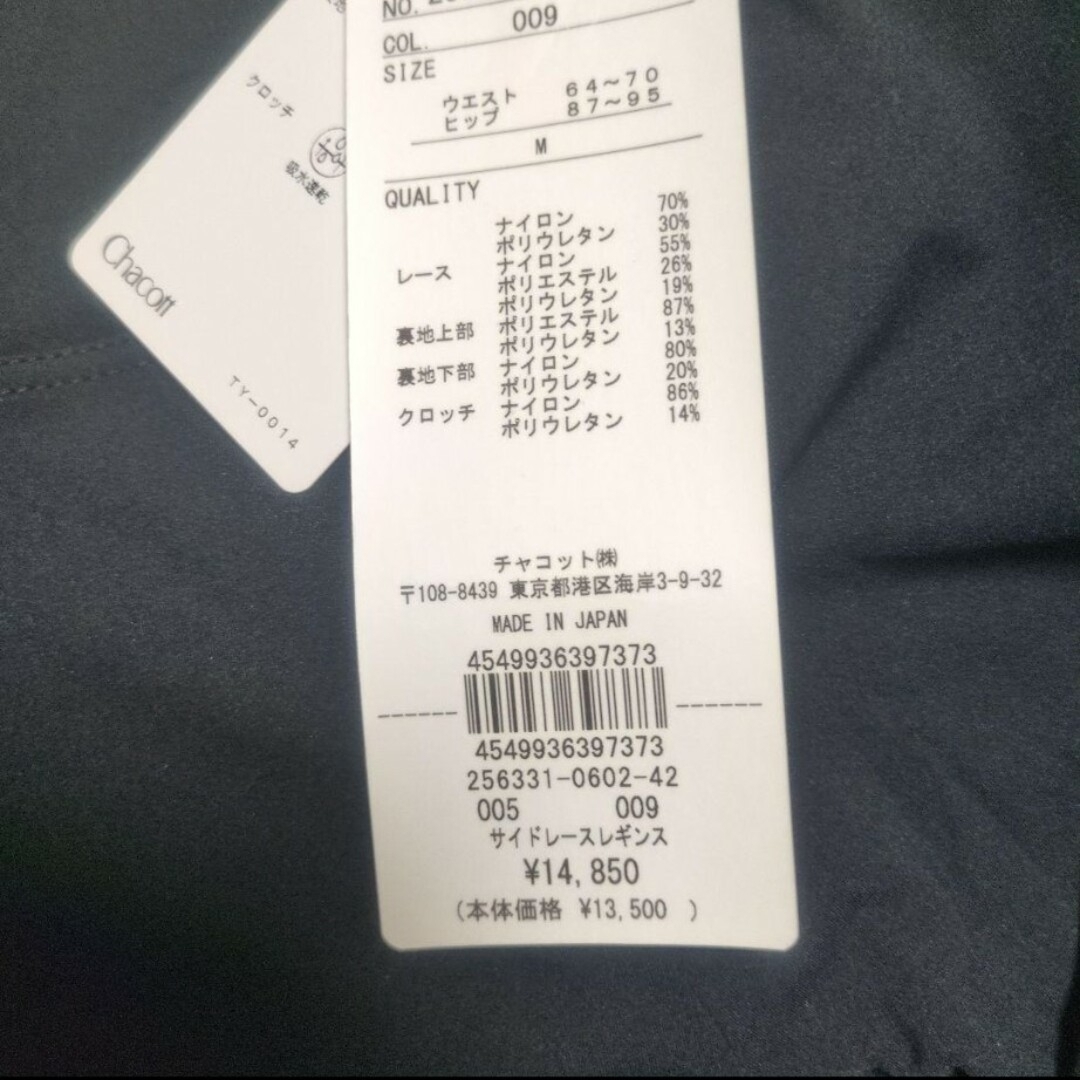 クロッチ
吸水速乾
Chacott
TY-0014
NO.
COL. 009
SIZE
ウエスト 64~70
ヒップ 87~95
M
QUALITY
ナイロン 70%
ポリウレタン 30%
レース ナイロン 55%
ポリエステル 26%
ポリウレタン 19%
裏地上部 ポリエステル 87%
ポリウレタン 13%
裏地下部 ナイロン 80%
ポリウレタン 20%
クロッチ ナイロン 86%
ポリウレタン 14%
チャコット㈱
〒108-8439 東京都港区海岸3-9-32
MADE IN JAPAN
4549936397373
4549936397373
256331-0602-42
005 009
サイドレースレギンス
¥14,850
(本体価格 ¥13,500 )